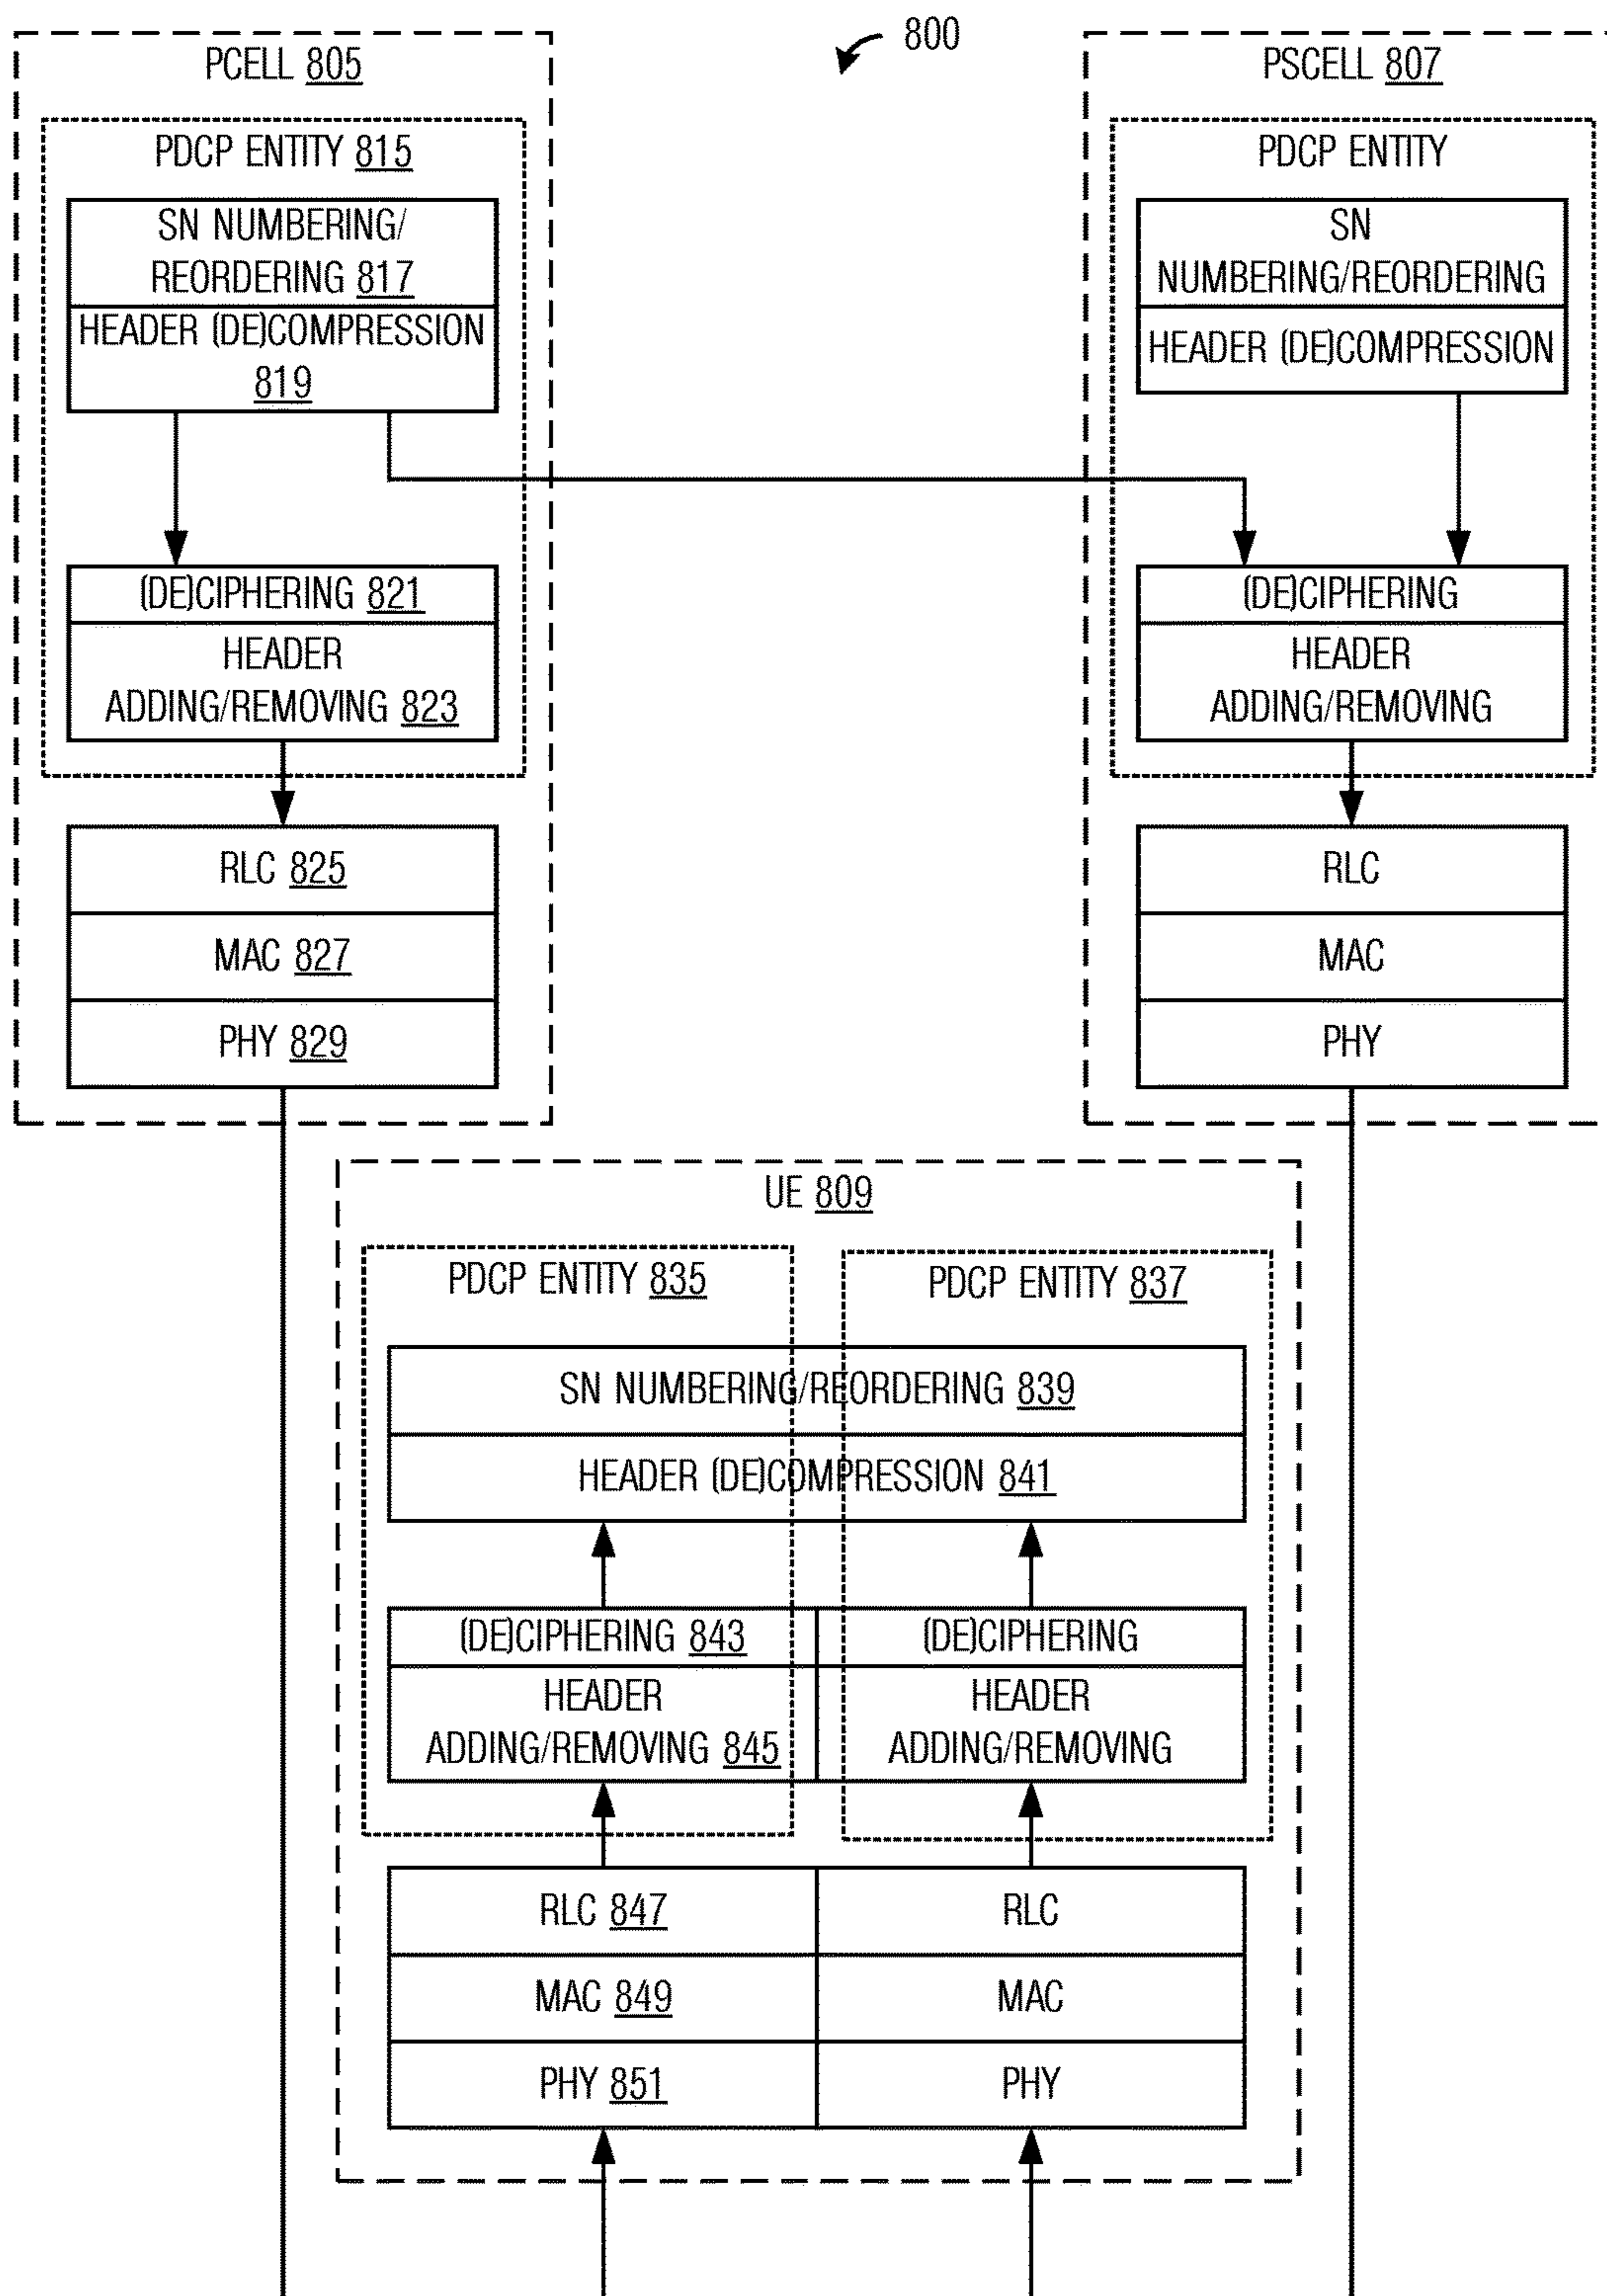 800
PCELL 805
PDCP ENTITY 815
SN NUMBERING/
REORDERING 817
HEADER (DE)COMPRESSION
819
(DE)CIPHERING 821
HEADER
ADDING/REMOVING 823
RLC 825
MAC 827
PHY 829
PSCELL 807
PDCP ENTITY
SN
NUMBERING/REORDERING
HEADER (DE)COMPRESSION
(DE)CIPHERING
HEADER
ADDING/REMOVING
RLC
MAC
PHY
UE 809
PDCP ENTITY 835
PDCP ENTITY 837
SN NUMBERING/REORDERING 839
HEADER (DE)COMPRESSION 841
(DE)CIPHERING 843
HEADER
ADDING/REMOVING 845
(DE)CIPHERING
HEADER
ADDING/REMOVING
RLC 847
MAC 849
PHY 851
RLC
MAC
PHY